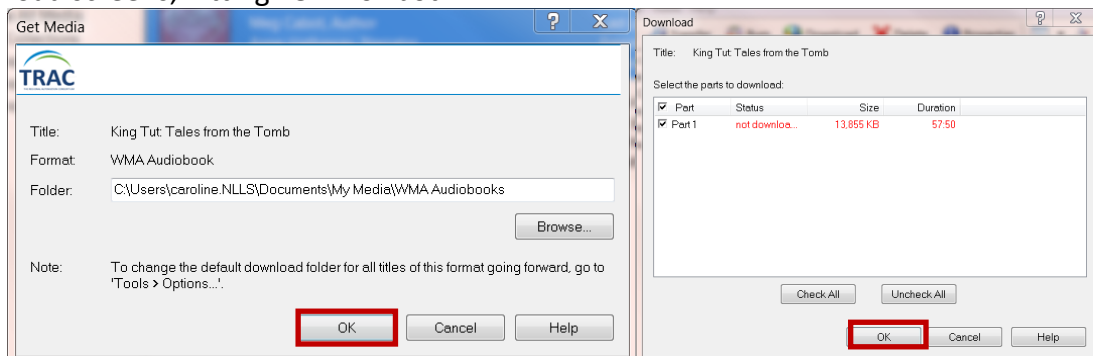 Get Media
TRAC
Title: King Tut: Tales from the Tomb
Format: WMA Audiobook
Folder: C:\Users\caroline.NLLS\Documents\My Media\WMA Audiobooks
Browse...
Note: To change the default download folder for all titles of this format going forward, go to
'Tools > Options...'.
OK Cancel Help
Download
Title: King Tut: Tales from the Tomb
Select the parts to download:
Part Status Size Duration
Part 1 not downloa... 13,855 KB 57:50
Check All Uncheck All
OK Cancel Help